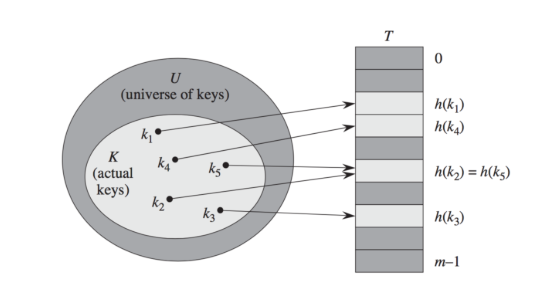 T
U
(universe of keys)
0
h(k₁)
h(k₄)
k₁
K
(actual
keys)
k₄
k₅
h(k₂) = h(k₅)
k₂
k₃
h(k₃)
m–1